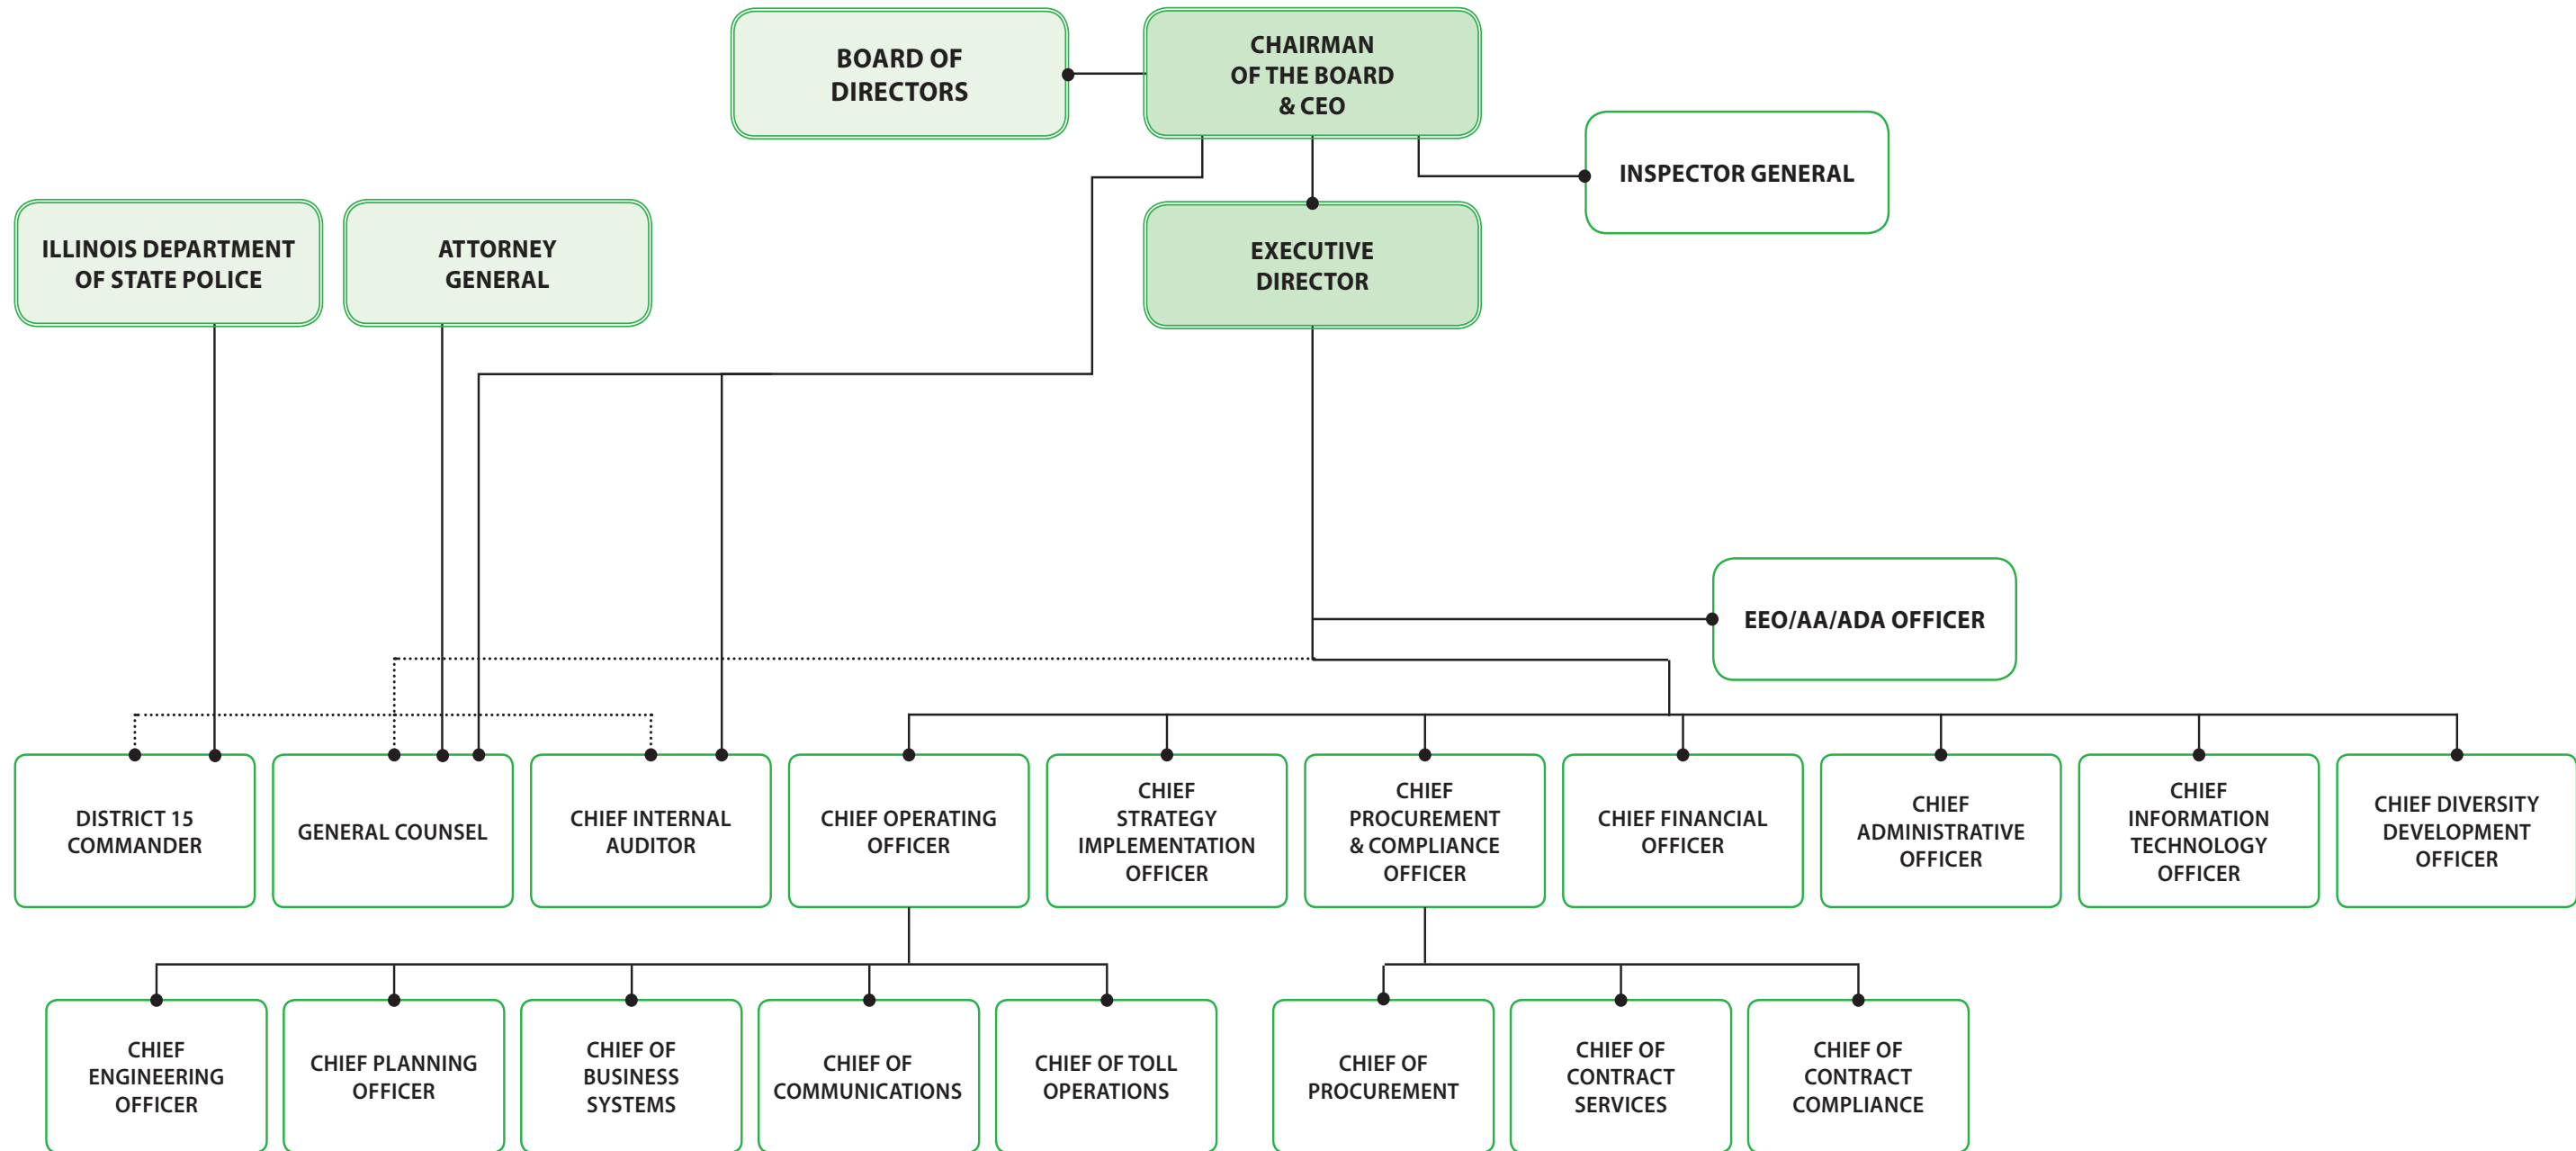 BOARD OF
DIRECTORS
CHAIRMAN
OF THE BOARD
& CEO
INSPECTOR GENERAL
ILLINOIS DEPARTMENT
OF STATE POLICE
ATTORNEY
GENERAL
EXECUTIVE
DIRECTOR
EEO/AA/ADA OFFICER
DISTRICT 15
COMMANDER
GENERAL COUNSEL
CHIEF INTERNAL
AUDITOR
CHIEF OPERATING
OFFICER
CHIEF
STRATEGY
IMPLEMENTATION
OFFICER
CHIEF
PROCUREMENT
& COMPLIANCE
OFFICER
CHIEF FINANCIAL
OFFICER
CHIEF
ADMINISTRATIVE
OFFICER
CHIEF
INFORMATION
TECHNOLOGY
OFFICER
CHIEF DIVERSITY
DEVELOPMENT
OFFICER
CHIEF
ENGINEERING
OFFICER
CHIEF PLANNING
OFFICER
CHIEF OF
BUSINESS
SYSTEMS
CHIEF OF
COMMUNICATIONS
CHIEF OF TOLL
OPERATIONS
CHIEF OF
PROCUREMENT
CHIEF OF
CONTRACT
SERVICES
CHIEF OF
CONTRACT
COMPLIANCE